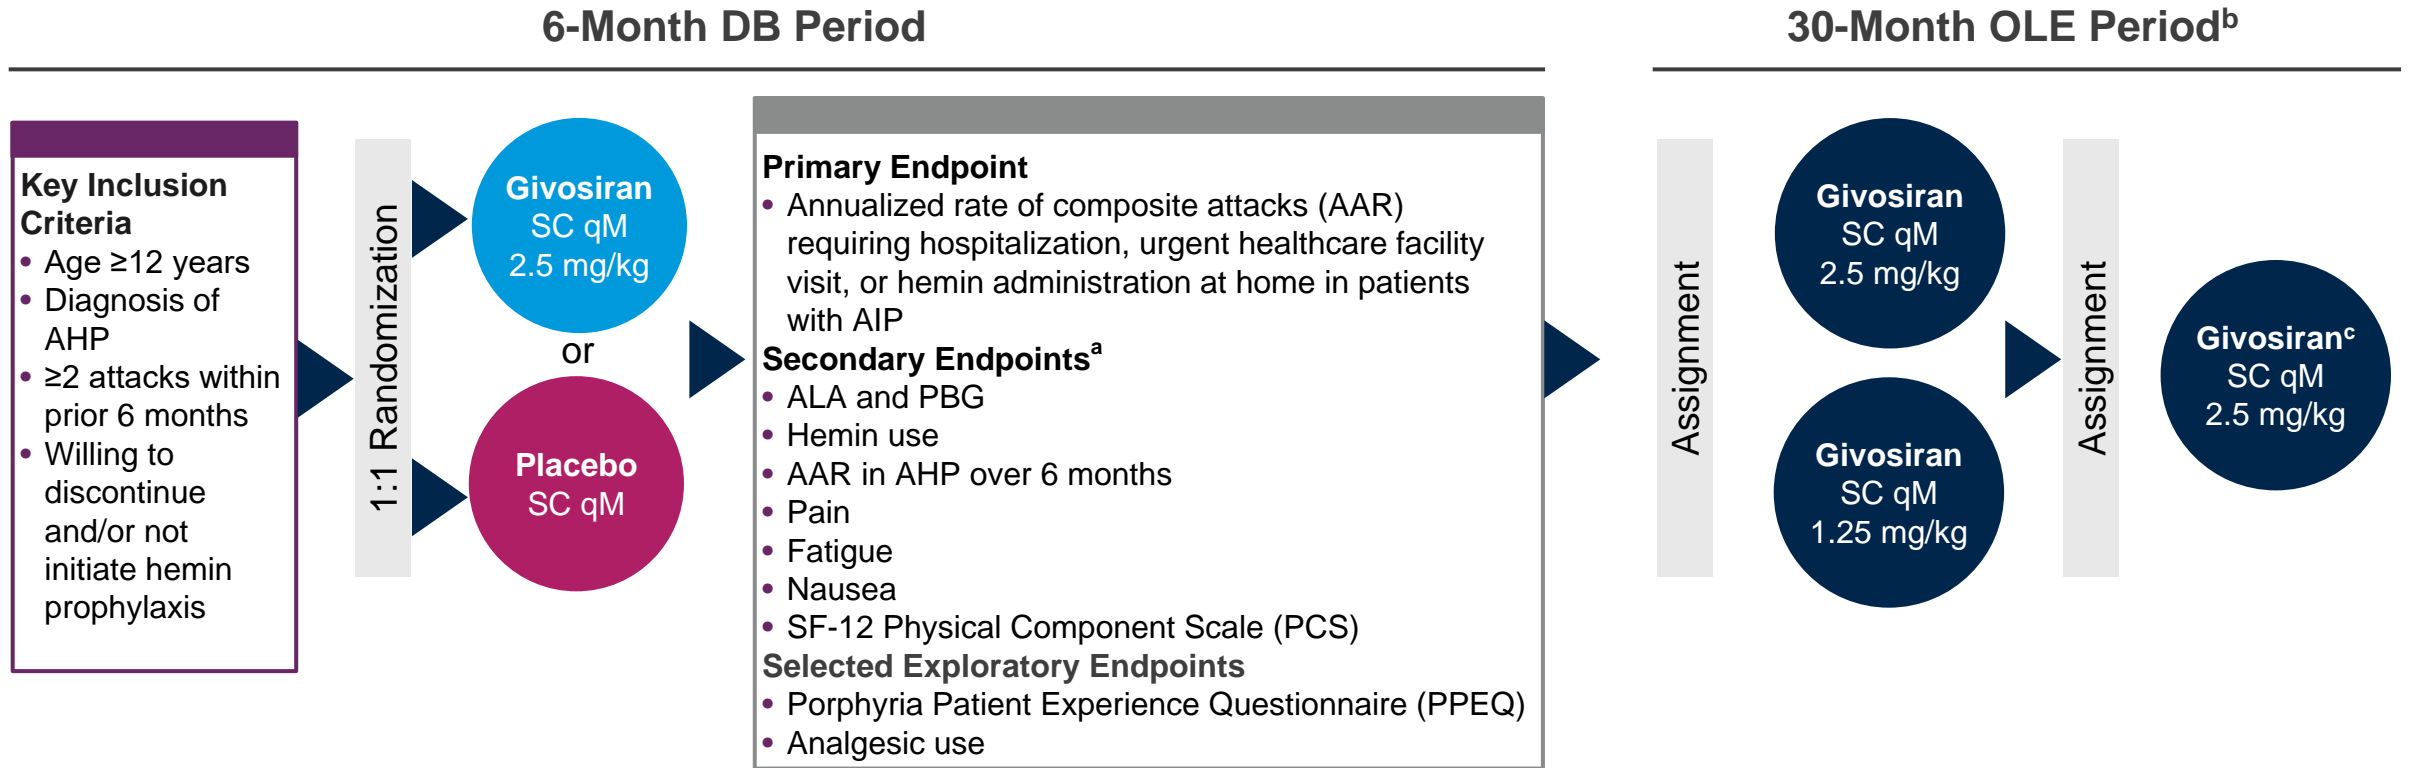 6-Month DB Period
30-Month OLE Periodᵇ
Key Inclusion
Criteria
• Age ≥12 years
• Diagnosis of
AHP
• ≥2 attacks within
prior 6 months
• Willing to
discontinue
and/or not
initiate hemin
prophylaxis
1:1 Randomization
Givosiran
SC qM
2.5 mg/kg
or
Placebo
SC qM
Primary Endpoint
• Annualized rate of composite attacks (AAR)
requiring hospitalization, urgent healthcare facility
visit, or hemin administration at home in patients
with AIP
Secondary Endpointsᵃ
• ALA and PBG
• Hemin use
• AAR in AHP over 6 months
• Pain
• Fatigue
• Nausea
• SF-12 Physical Component Scale (PCS)
Selected Exploratory Endpoints
• Porphyria Patient Experience Questionnaire (PPEQ)
• Analgesic use
Assignment
Givosiran
SC qM
2.5 mg/kg
Givosiran
SC qM
1.25 mg/kg
Assignment
Givosiranᶜ
SC qM
2.5 mg/kg